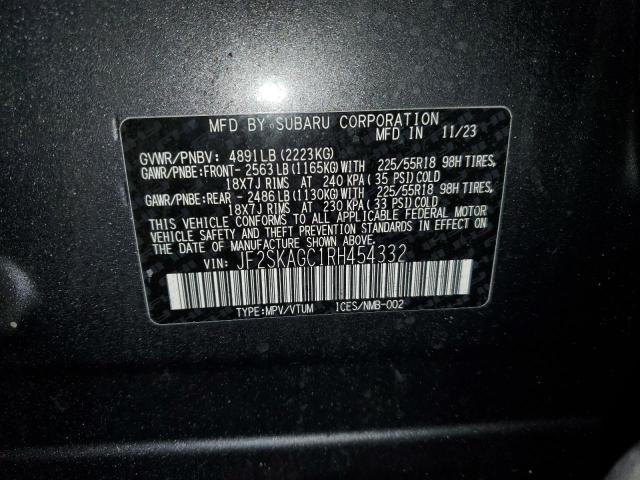 MFD BY SUBARU CORPORATION
MFD IN 11/23
GVWR/PNBV: 4891LB (2223KG)
GAWR/PNBE:FRONT- 2563LB (1165KG)WITH 225/55R18 98H TIRES,
18X7J RIMS AT 240 KPA (35 PSI)COLD
GAWR/PNBE:REAR - 2486LB (1130KG)WITH 225/55R18 98H TIRES,
18X7J RIMS AT 230 KPA (33 PSI)COLD
THIS VEHICLE CONFORMS TO ALL APPLICABLE FEDERAL MOTOR
VEHICLE SAFETY AND THEFT PREVENTION STANDARDS IN EFFECT ON
THE DATE OF MANUFACTURE SHOWN ABOVE.
VIN: JF2SKAGC1RH454332
TYPE:MPV/VTUM ICES/NMB-002